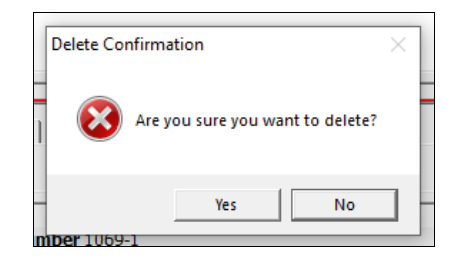 Delete Confirmation
Are you sure you want to delete?
Yes No
mber 1069-1